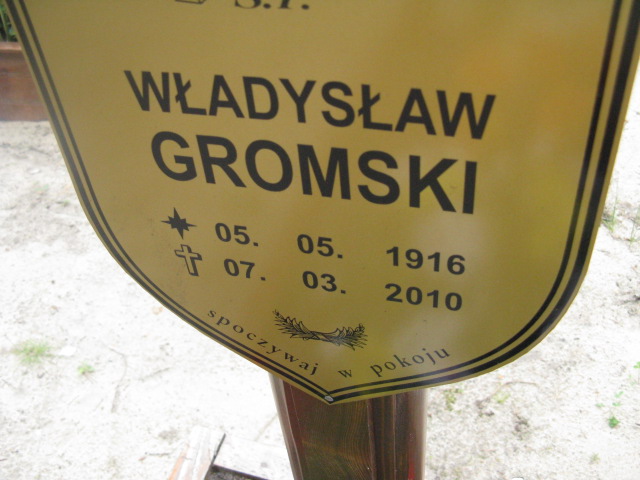 Ś.P.
WŁADYSŁAW
GROMSKI
05. 05. 1916
07. 03. 2010
spoczywaj w pokoju